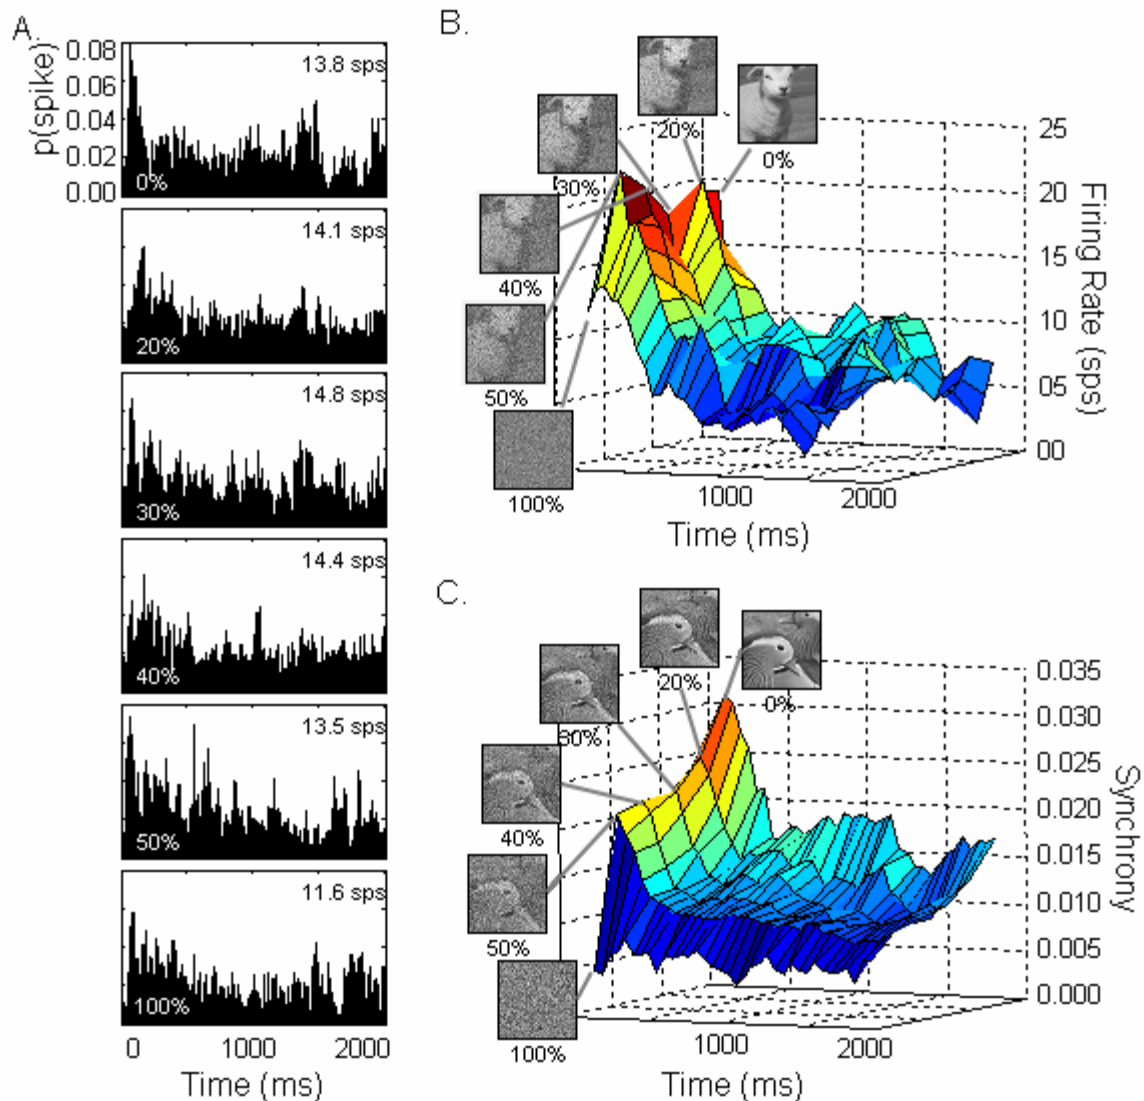 A.
p(spike)
0.08
0.06
0.04
0.02
0.00
13.8 sps
0%
14.1 sps
20%
14.8 sps
30%
14.4 sps
40%
13.5 sps
50%
11.6 sps
100%
0 1000 2000
Time (ms)
B.
20%
0%
30%
40%
50%
100%
25
20
15
10
05
00
Firing Rate (sps)
1000 2000
Time (ms)
C.
20%
0%
30%
40%
50%
100%
0.035
0.030
0.025
0.020
0.015
0.010
0.005
0.000
Synchrony
1000 2000
Time (ms)